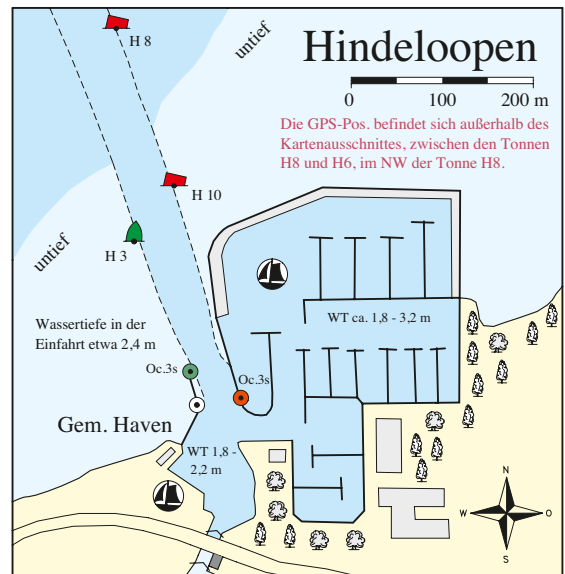 Hindeloopen
0 100 200 m
Die GPS-Pos. befindet sich außerhalb des
Kartenausschnittes, zwischen den Tonnen
H8 und H6, im NW der Tonne H8.
H 8
untief
H 10
H 3
untief
WT ca. 1,8 - 3,2 m
Wassertiefe in der
Einfahrt etwa 2,4 m
Oc.3s
Oc.3s
Gem. Haven
WT 1,8 -
2,2 m
N
W
O
S